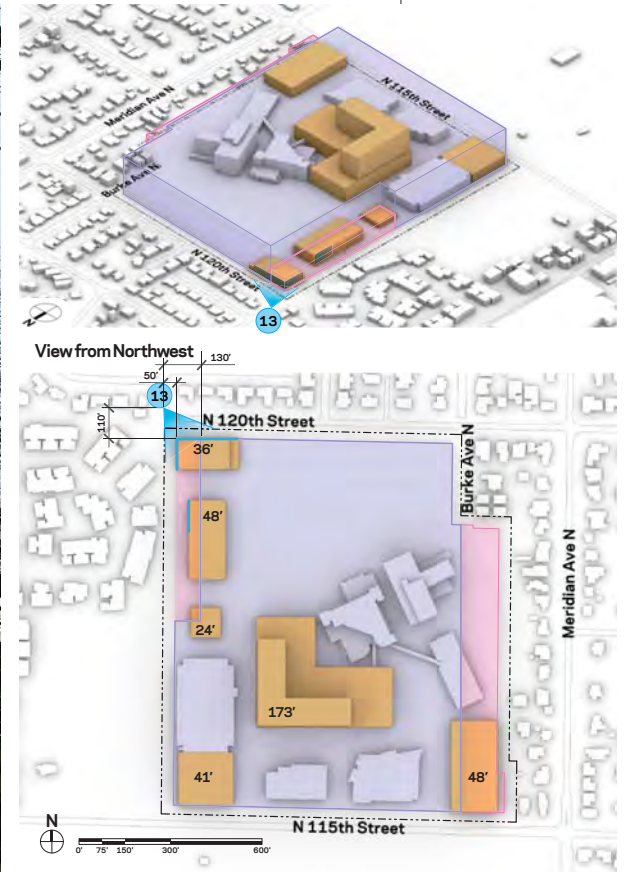 Meridian Ave N
N 115th Street
Burke Ave N
N 120th Street
N
13
View from Northwest
130'
50'
13
110'
N 120th Street
36'
Burke Ave N
48'
Meridian Ave N
24'
173'
41'
48'
N 115th Street
N
0' 75' 150' 300' 600'